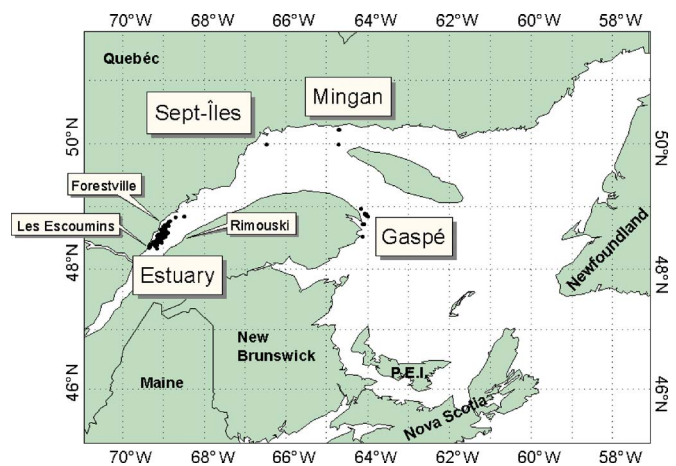 70°W 68°W 66°W 64°W 62°W 60°W 58°W
Quebéc
Mingan
Sept-Îles
50°N
50°N
Forestville
Les Escoumins
Rimouski
Gaspé
Newfoundland
48°N
48°N
Estuary
New
Brunswick
Maine
P.E.I.
46°N
46°N
Nova Scotia
70°W 68°W 66°W 64°W 62°W 60°W 58°W